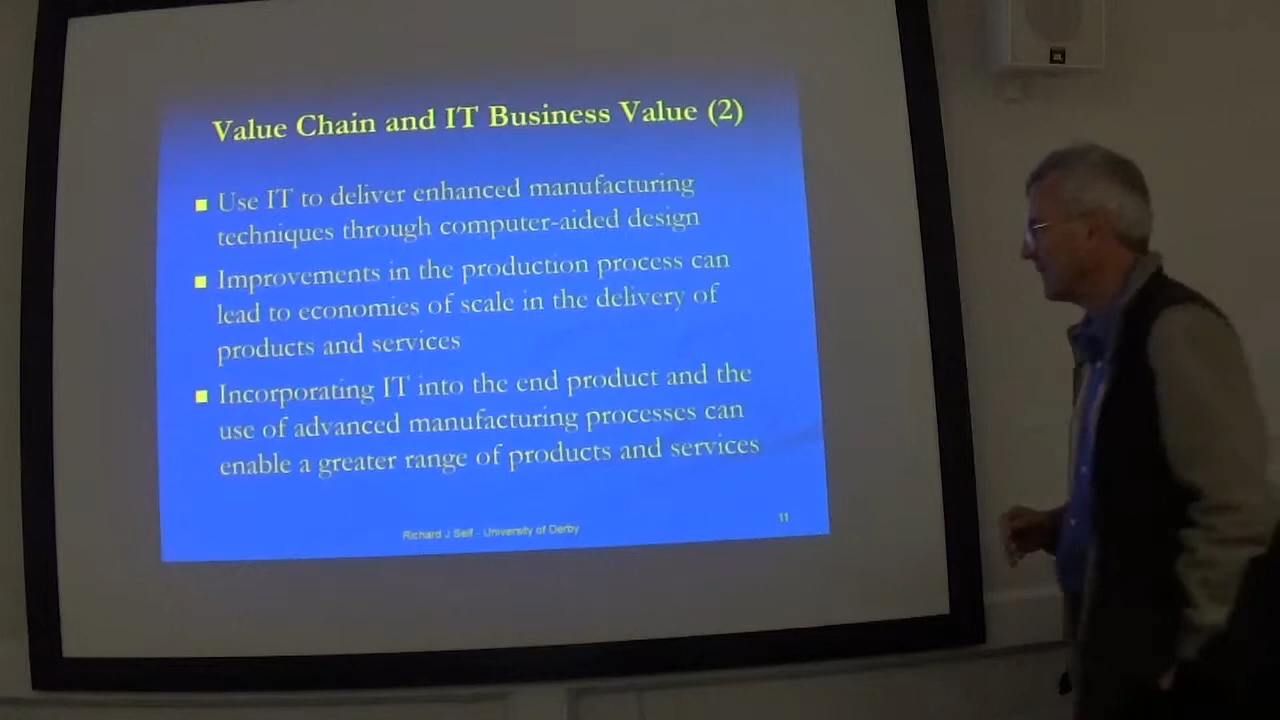 Value Chain and IT Business Value (2)
Use IT to deliver enhanced manufacturing
techniques through computer-aided design
Improvements in the production process can
lead to economies of scale in the delivery of
products and services
Incorporating IT into the end product and the
use of advanced manufacturing processes can
enable a greater range of products and services
Richard J Self - University of Derby
11
JBL